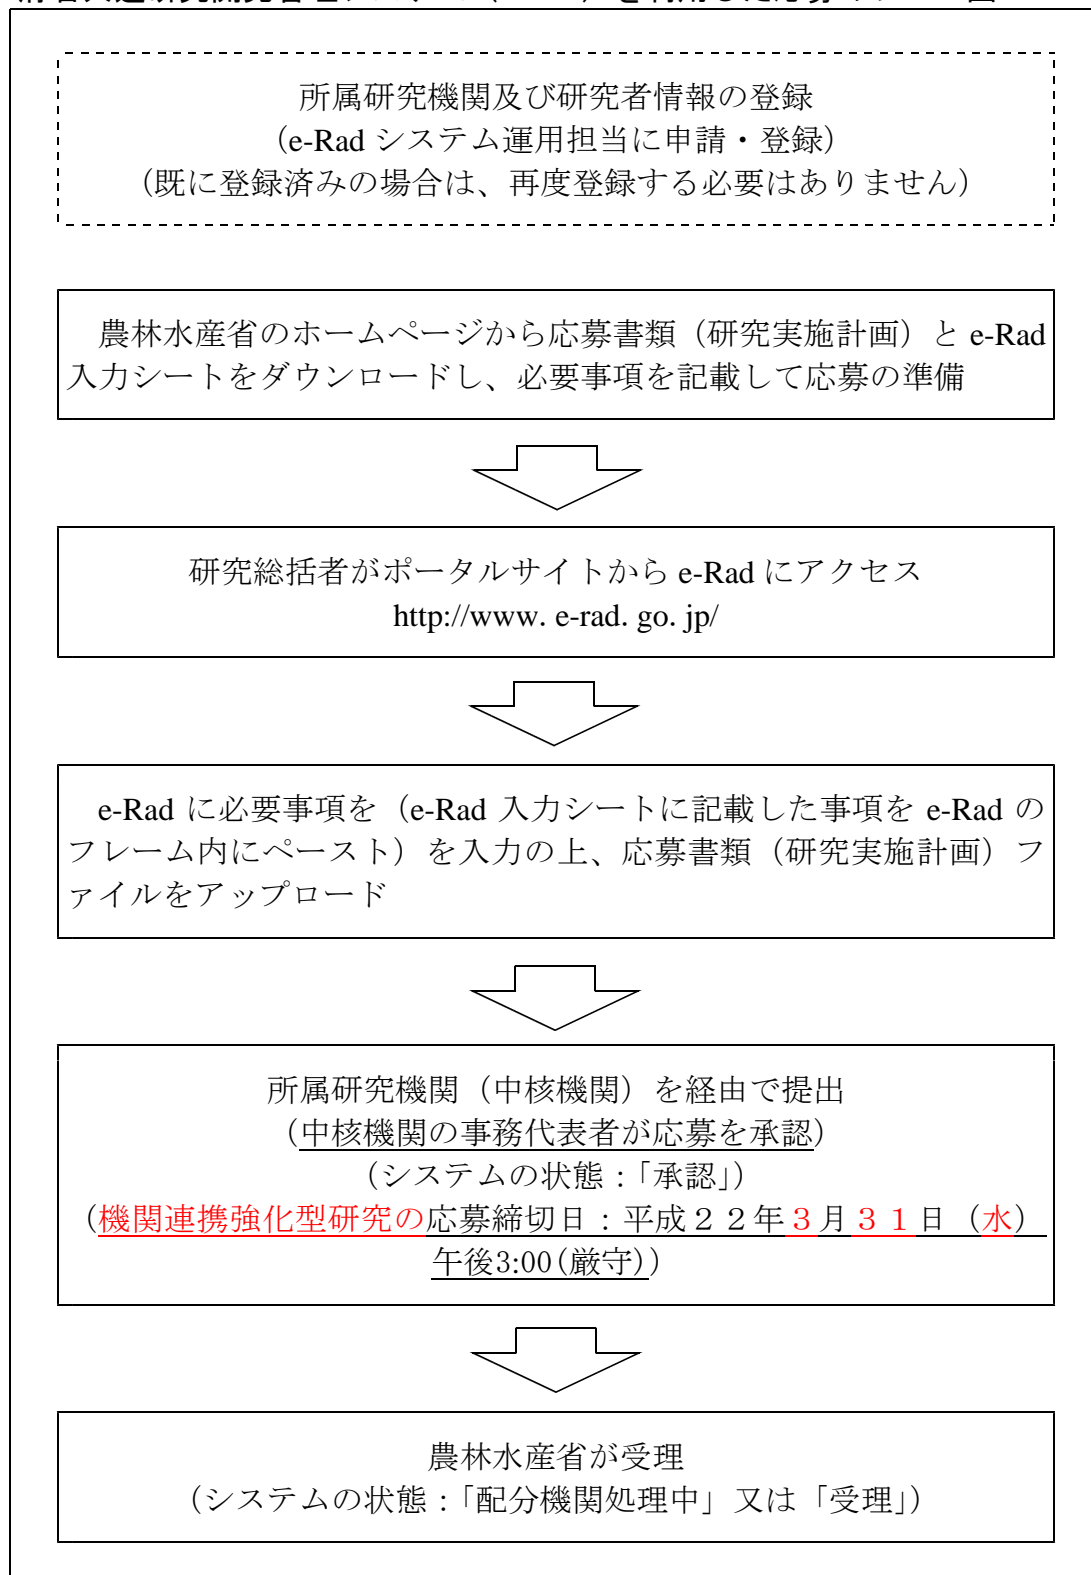 所属研究機関及び研究者情報の登録
（e-Rad システム運用担当に申請・登録）
（既に登録済みの場合は、再度登録する必要はありません）
農林水産省のホームページから応募書類（研究実施計画）と e-Rad
入力シートをダウンロードし、必要事項を記載して応募の準備
研究総括者がポータルサイトから e-Rad にアクセス
http://www. e-rad. go. jp/
e-Rad に必要事項を（e-Rad 入力シートに記載した事項を e-Rad の
フレーム内にペースト）を入力の上、応募書類（研究実施計画）フ
ァイルをアップロード
所属研究機関（中核機関）を経由で提出
（中核機関の事務代表者が応募を承認）
（システムの状態：「承認」）
（機関連携強化型研究の応募締切日：平成２２年３月３１日（水）
午後3:00(厳守)）
農林水産省が受理
（システムの状態：「配分機関処理中」又は「受理」）